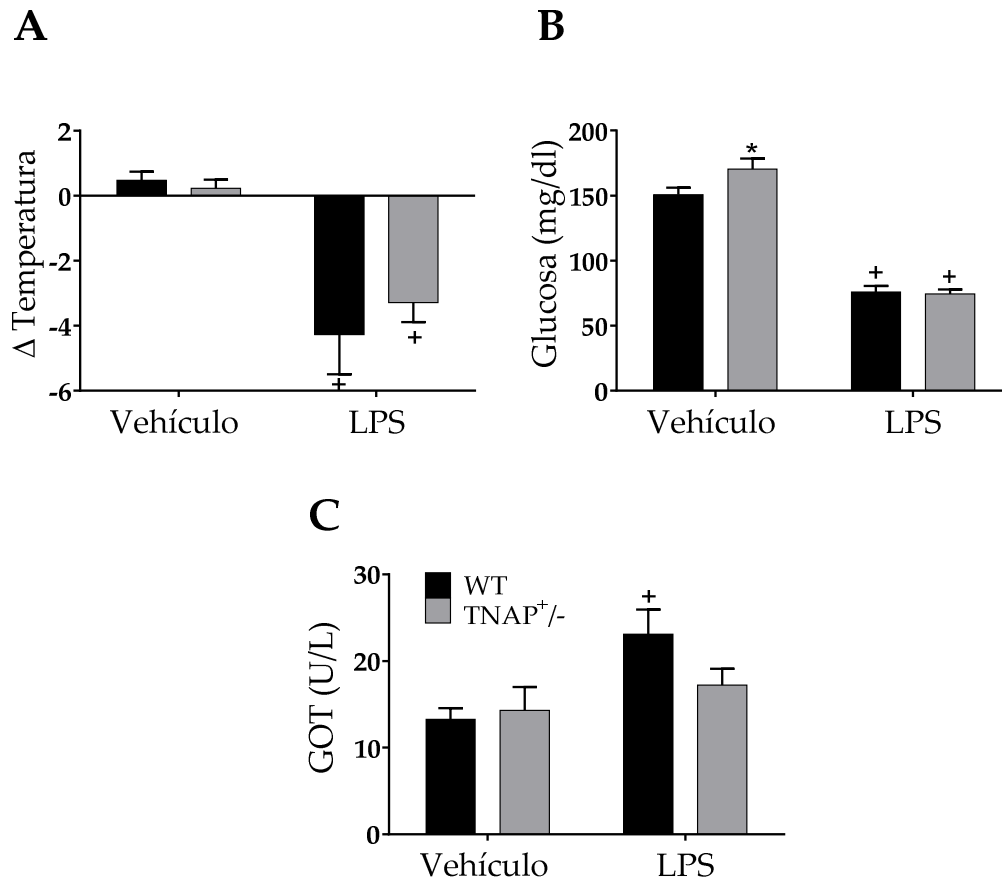 A
Δ Temperatura
2
0
-2
-4
-6
+
+
Vehículo
LPS
B
Glucosa (mg/dl)
200
150
100
50
0
*
+
+
Vehículo
LPS
C
GOT (U/L)
30
20
10
0
WT
TNAP⁺/-
+
Vehículo
LPS